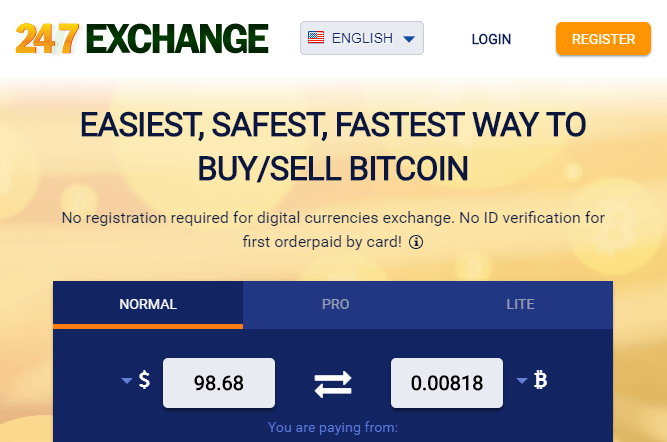 247 EXCHANGE
ENGLISH
LOGIN
REGISTER
EASIEST, SAFEST, FASTEST WAY TO
BUY/SELL BITCOIN
No registration required for digital currencies exchange. No ID verification for
first orderpaid by card!
NORMAL
PRO
LITE
$ 98.68
0.00818 ₿
You are paying from: